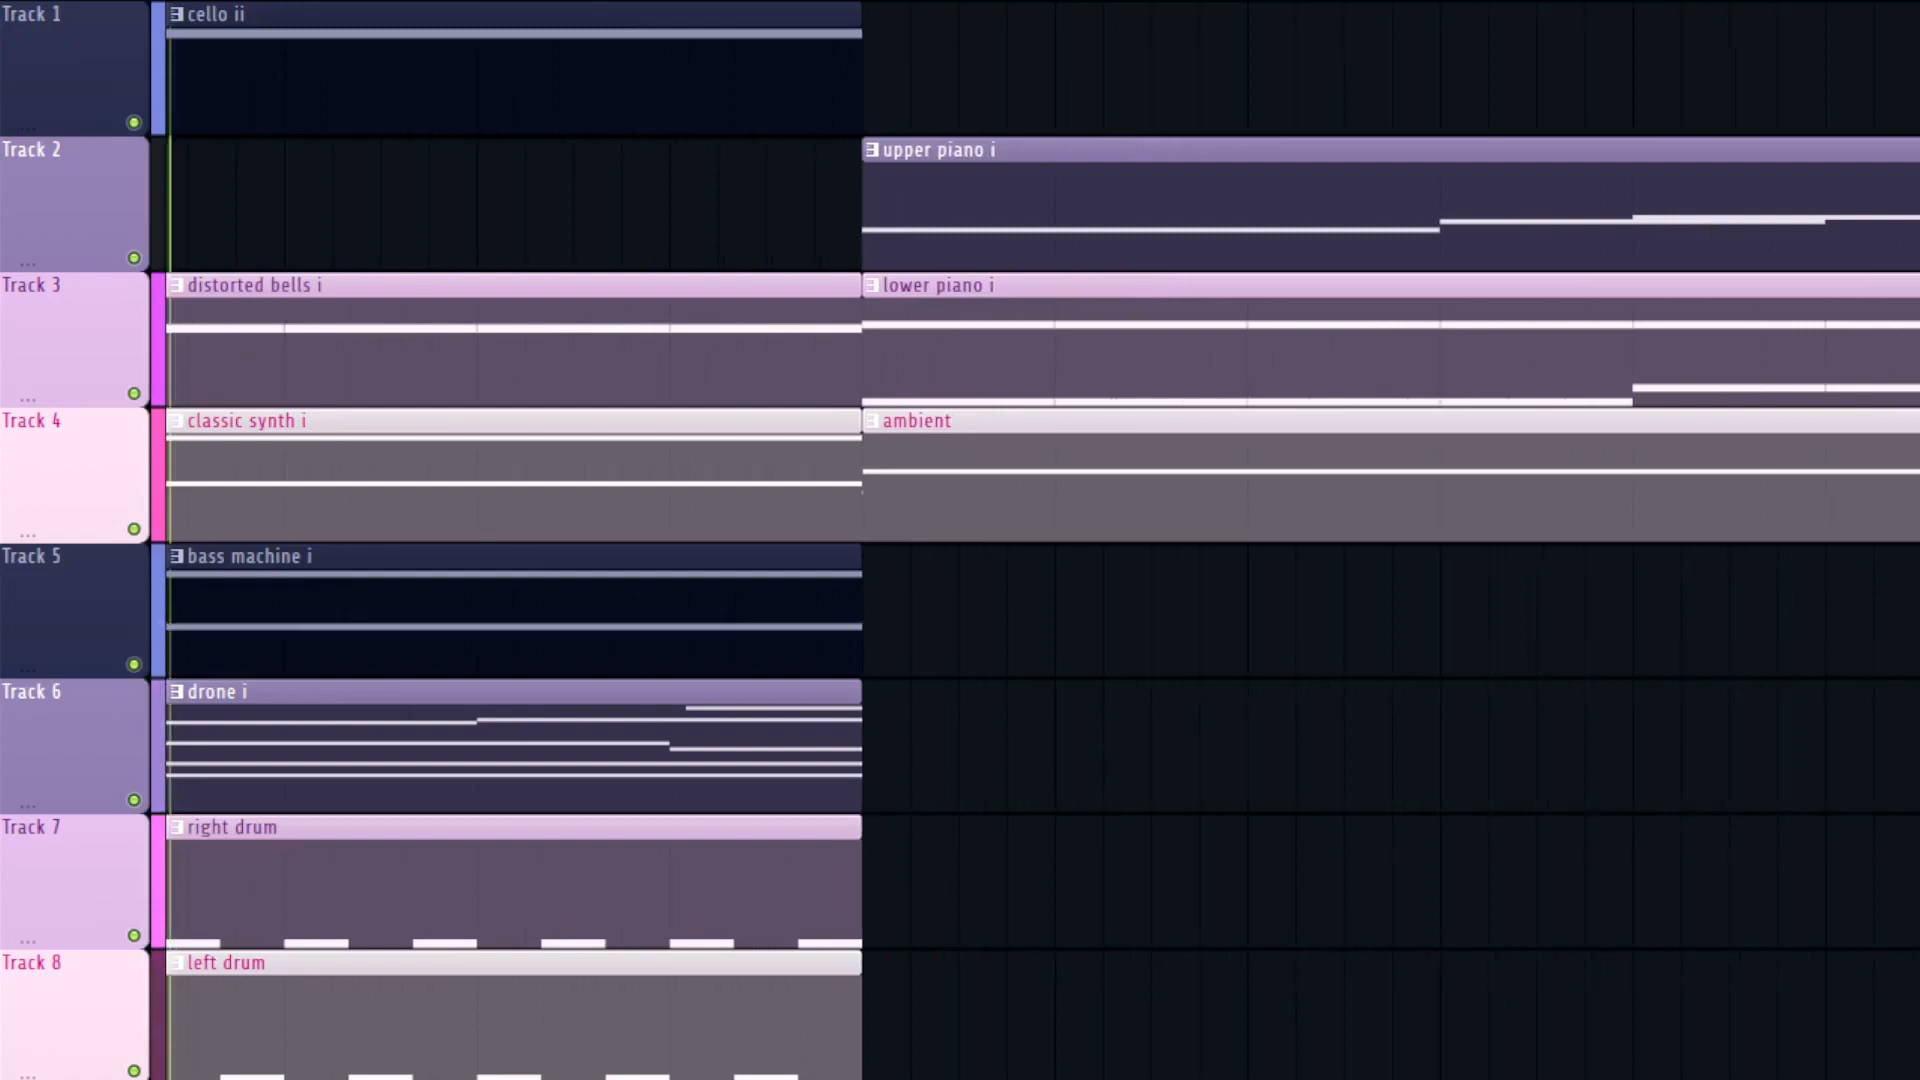 Track 1
cello ii
Track 2
upper piano i
Track 3
distorted bells i
lower piano i
Track 4
classic synth i
ambient
Track 5
bass machine i
Track 6
drone i
Track 7
right drum
Track 8
left drum